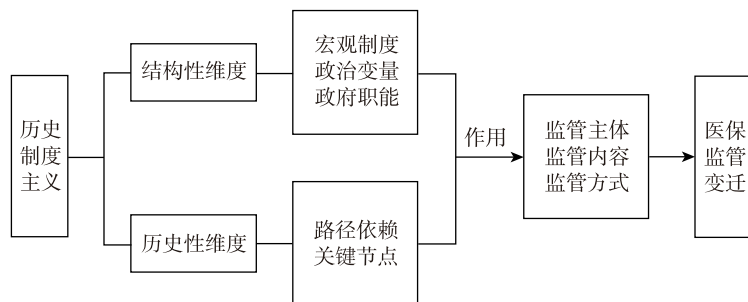 历史
制度
主义
结构性维度
宏观制度
政治变量
政府职能
历史性维度
路径依赖
关键节点
作用
监管主体
监管内容
监管方式
医保
监管
变迁